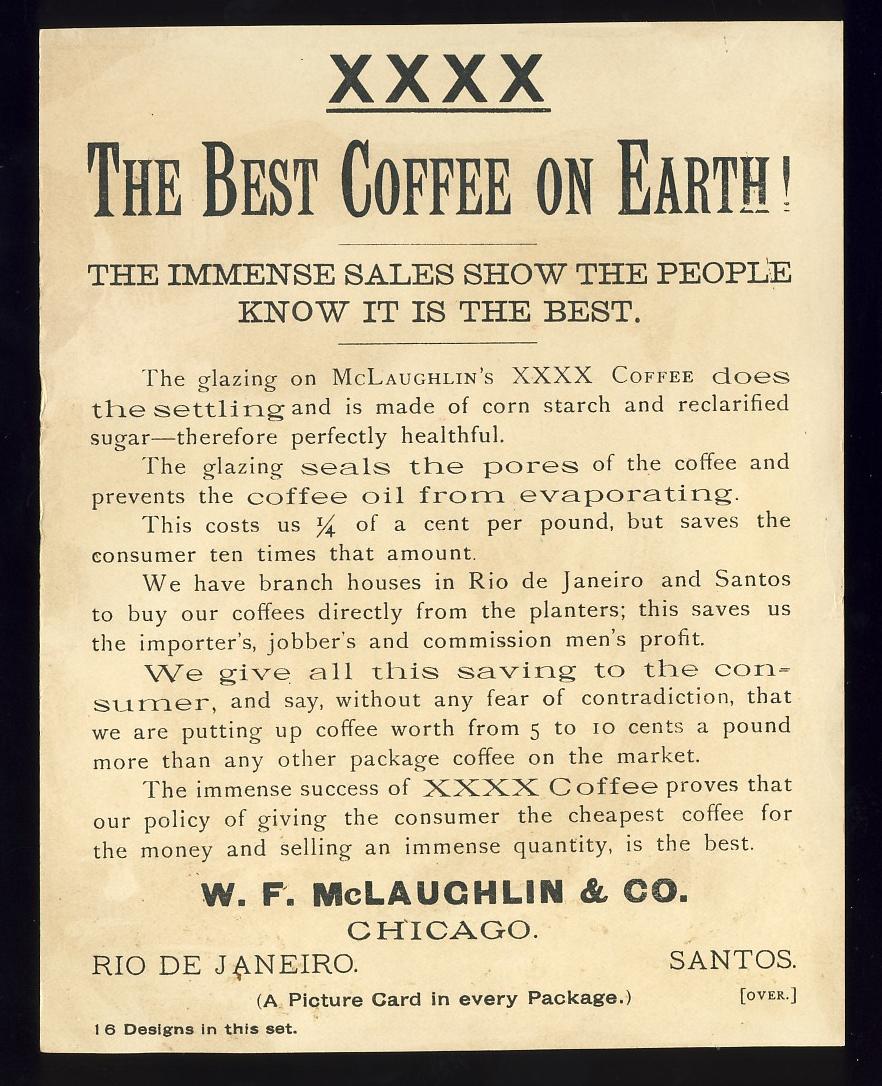 XXXX
THE BEST COFFEE ON EARTH!
THE IMMENSE SALES SHOW THE PEOPLE
KNOW IT IS THE BEST.
The glazing on McLAUGHLIN'S XXXX COFFEE does
the settling and is made of corn starch and reclarified
sugar—therefore perfectly healthful.
The glazing seals the pores of the coffee and
prevents the coffee oil from evaporating.
This costs us ¼ of a cent per pound, but saves the
consumer ten times that amount.
We have branch houses in Rio de Janeiro and Santos
to buy our coffees directly from the planters; this saves us
the importer's, jobber's and commission men's profit.
We give all this saving to the con-
sumer, and say, without any fear of contradiction, that
we are putting up coffee worth from 5 to 10 cents a pound
more than any other package coffee on the market.
The immense success of XXXX Coffee proves that
our policy of giving the consumer the cheapest coffee for
the money and selling an immense quantity, is the best.
W. F. McLAUGHLIN & CO.
CHICAGO.
RIO DE JANEIRO. SANTOS.
(A Picture Card in every Package.) [OVER.]
16 Designs in this set.